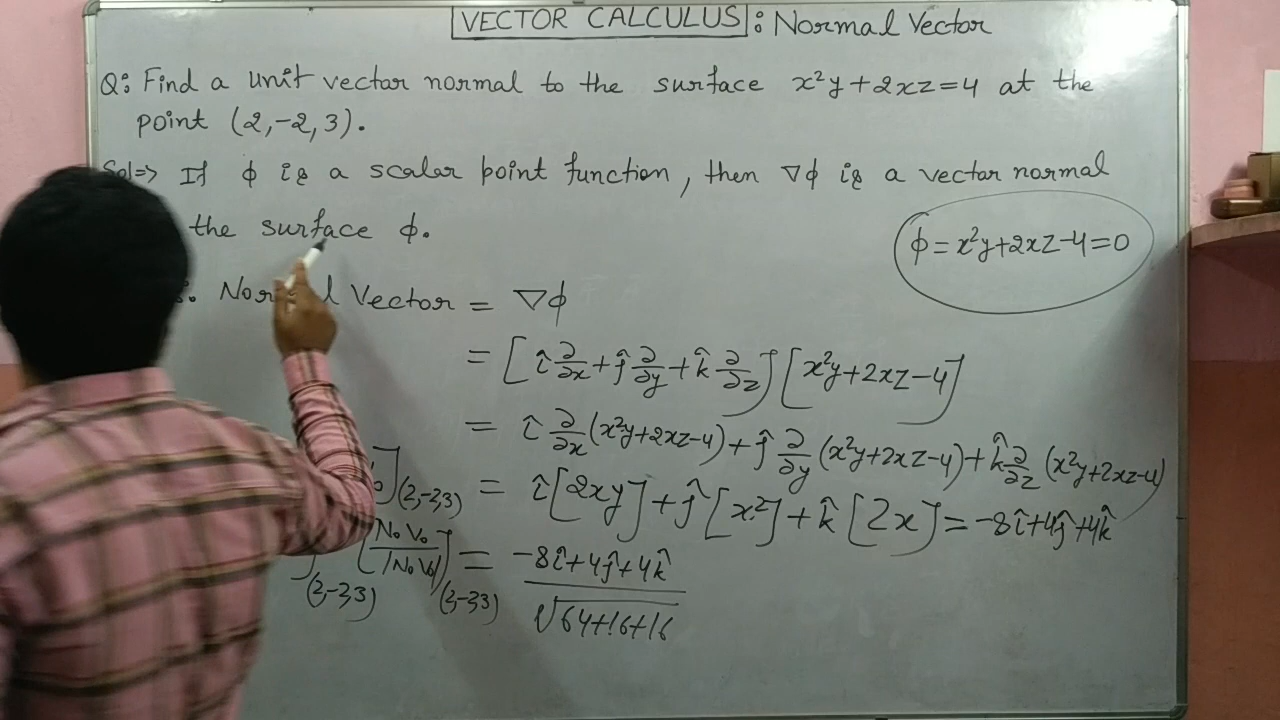 VECTOR CALCULUS : Normal Vector
Q: Find a unit vector normal to the surface x²y+2xz=4 at the
point (2,-2,3).
Sol=> If ϕ is a scalar point function, then ∇ϕ is a vector normal
the surface ϕ.
ϕ=x²y+2xz-4=0
Vector = ∇ϕ
= [î ∂/∂x + ĵ ∂/∂y + k̂ ∂/∂z] [x²y+2xz-4]
= î ∂/∂x (x²y+2xz-4) + ĵ ∂/∂y (x²y+2xz-4) + k̂ ∂/∂z (x²y+2xz-4)
](2,-2,3) = î[2xy] + ĵ[x²] + k̂[2x] = -8î+4ĵ+4k̂
](2,-2,3) [N.V./|N.V.|](2,-2,3) = -8î+4ĵ+4k̂/√64+16+16